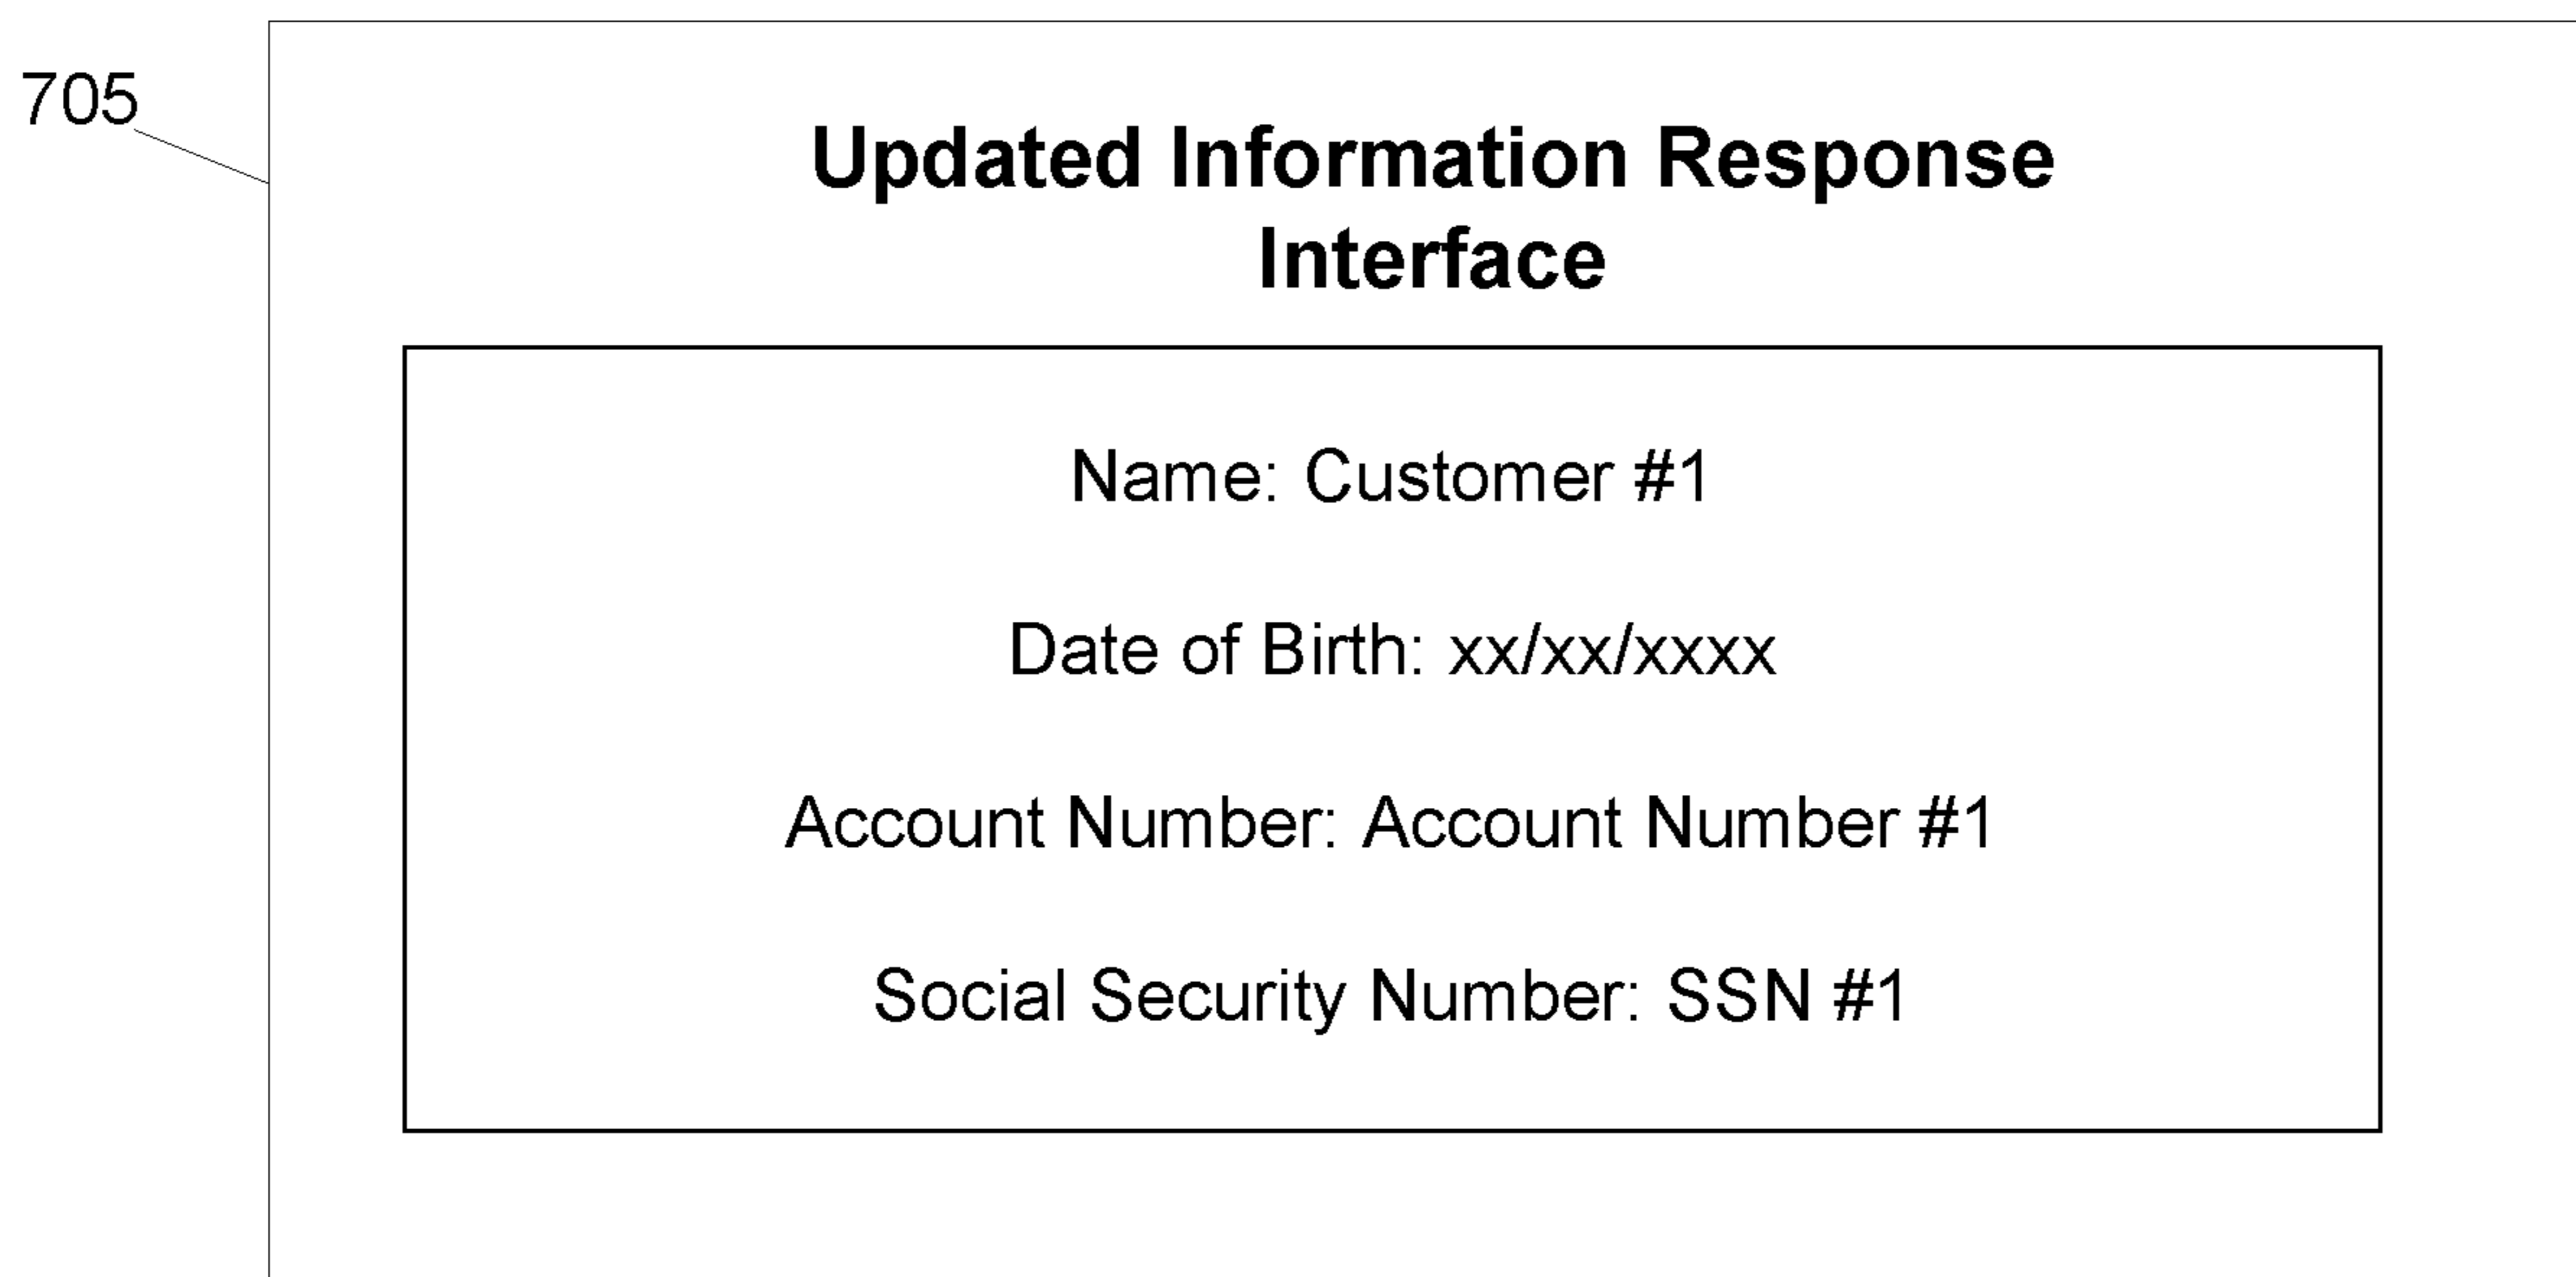 705
Updated Information Response
Interface
Name: Customer #1
Date of Birth: xx/xx/xxxx
Account Number: Account Number #1
Social Security Number: SSN #1